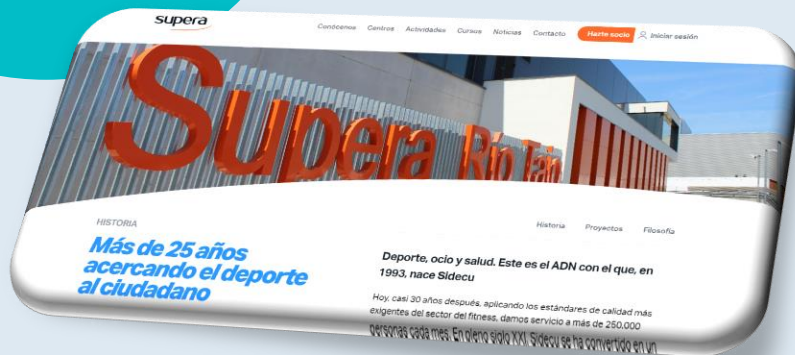 supera
Conócenos Centros Actividades Cursos Noticias Contacto Hazte socio Iniciar sesión
Supera Río Tajo
HISTORIA
Historia Proyectos Filosofía
Más de 25 años
acercando el deporte
al ciudadano
Deporte, ocio y salud. Este es el ADN con el que, en
1993, nace Sidecu
Hoy, casi 30 años después, aplicando los estándares de calidad más
exigentes del sector del fitness, damos servicio a más de 250.000
personas cada mes. En pleno siglo XXI, Sidecu se ha convertido en un